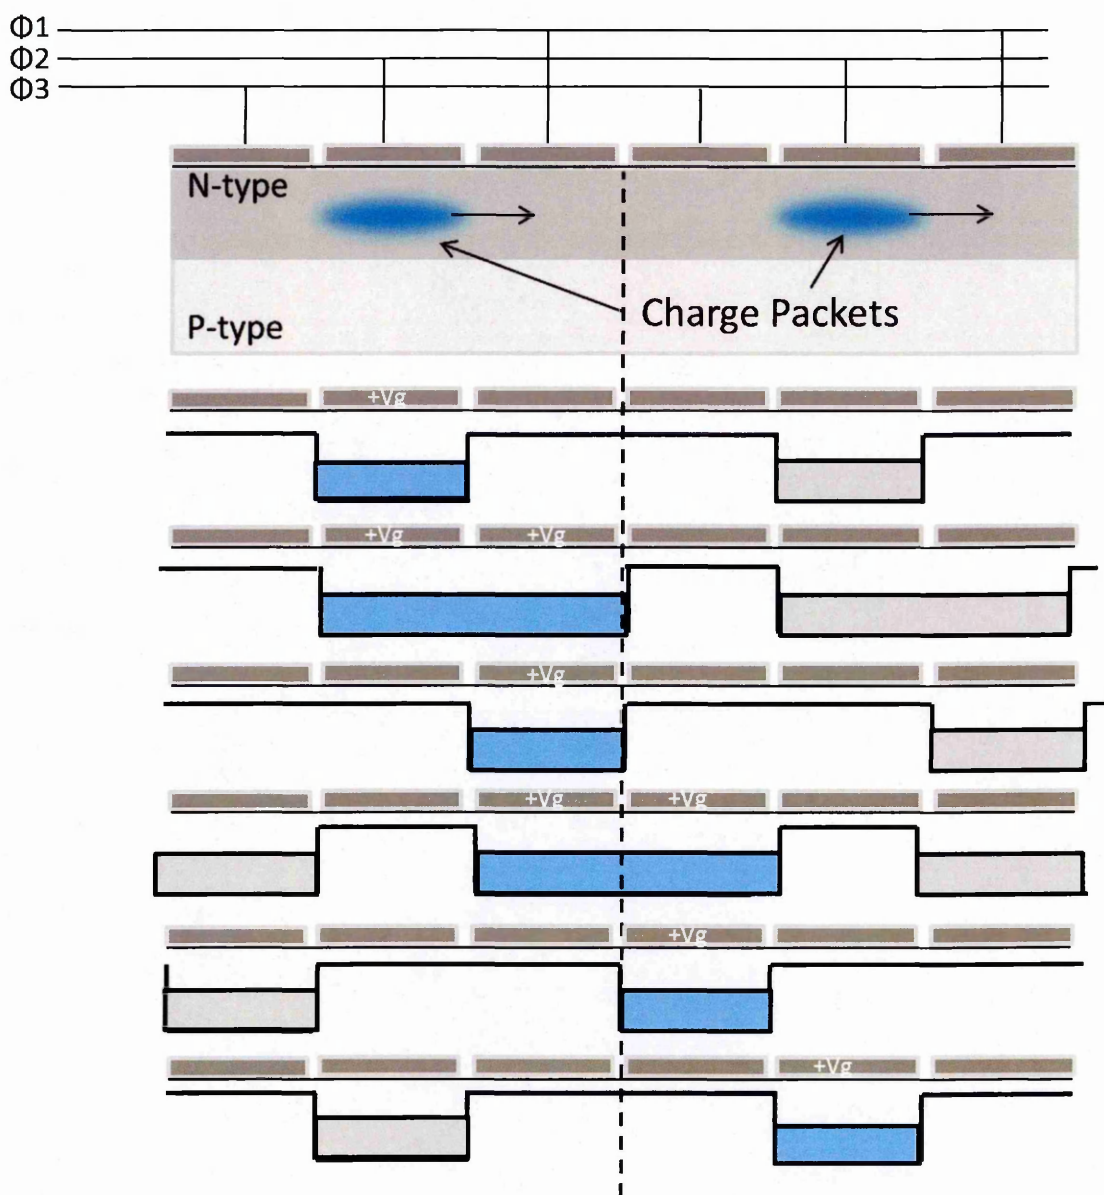 Φ1
Φ2
Φ3
N-type
Charge Packets
P-type
+Vg
+Vg +Vg
+Vg
+Vg +Vg
+Vg
+Vg